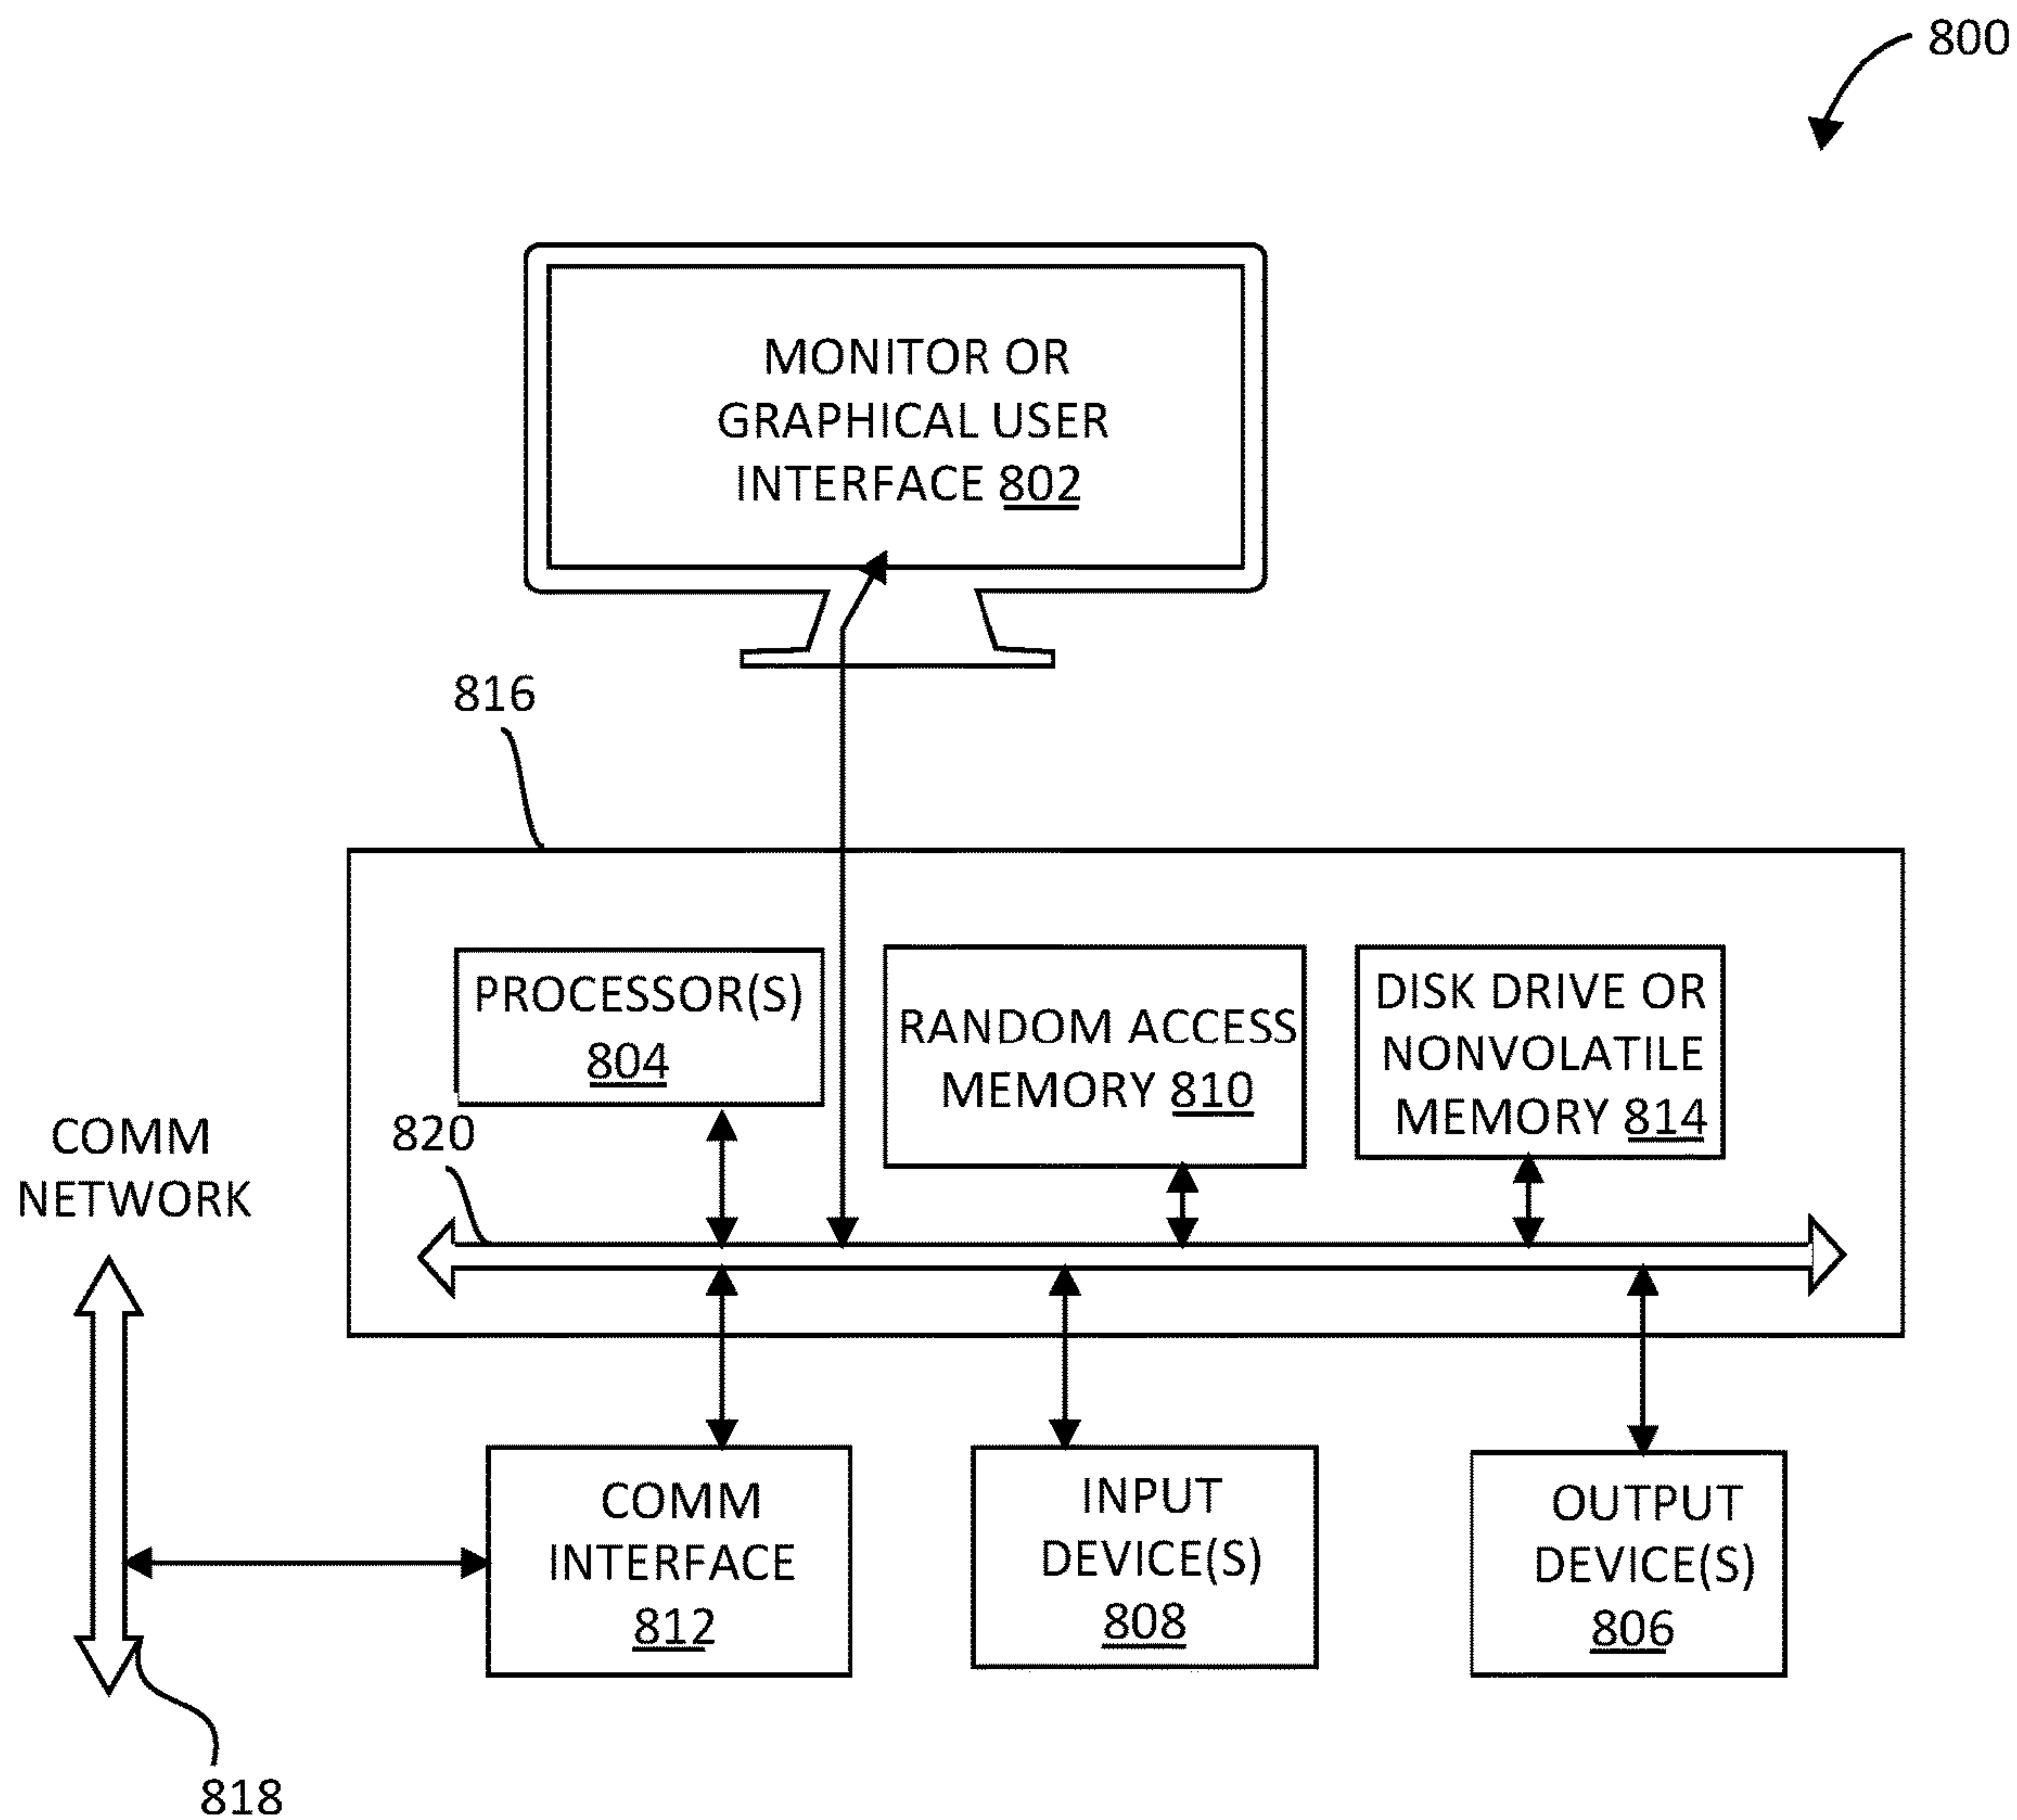 800
MONITOR OR
GRAPHICAL USER
INTERFACE 802
816
PROCESSOR(S)
804
RANDOM ACCESS
MEMORY 810
DISK DRIVE OR
NONVOLATILE
MEMORY 814
820
COMM
NETWORK
COMM
INTERFACE
812
INPUT
DEVICE(S)
808
OUTPUT
DEVICE(S)
806
818